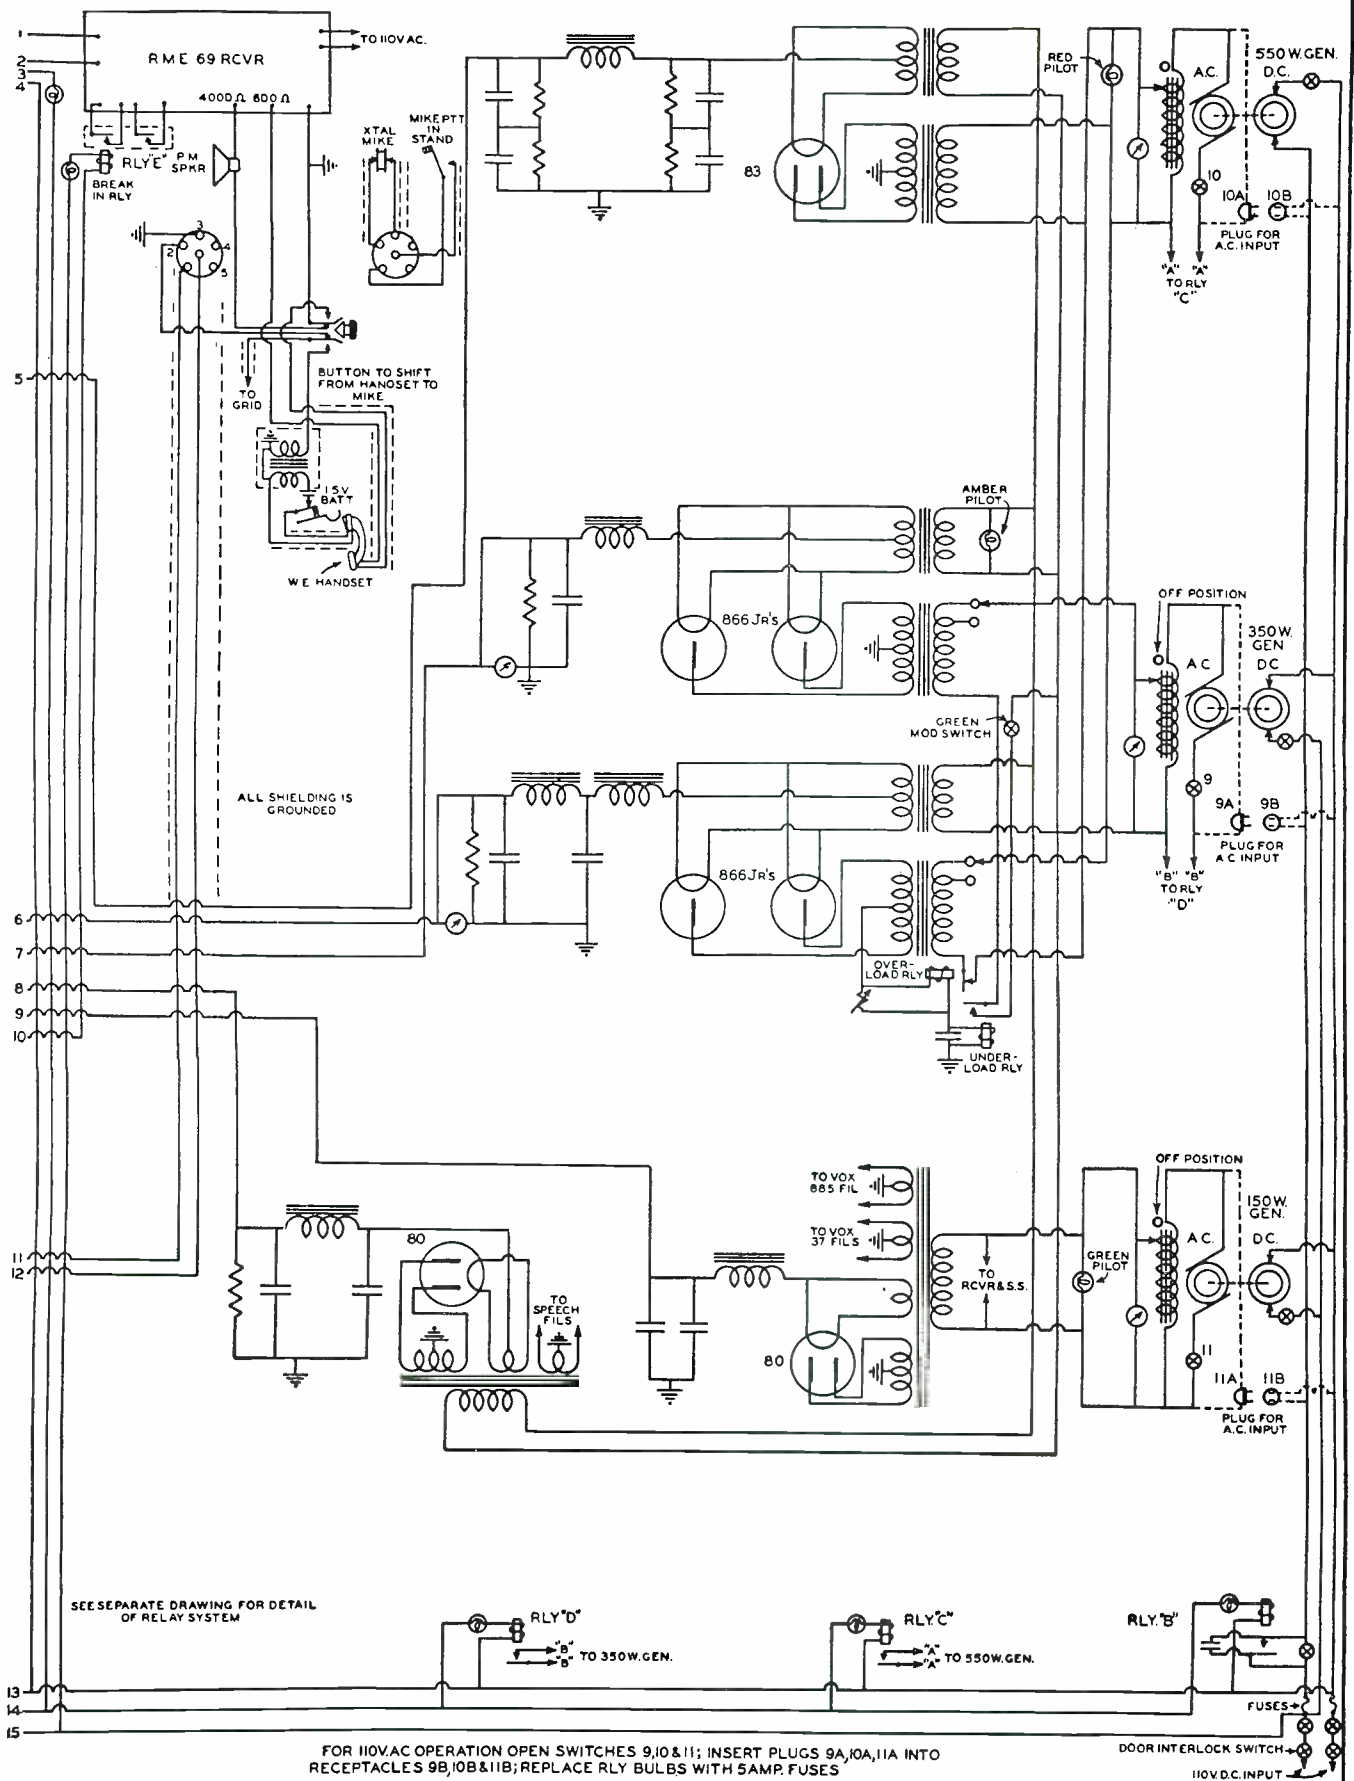 1
2
3
4
RME 69 RCVR
4000Ω 600Ω
TO 110V AC.
RLY"E"
BREAK
IN RLY
P M
SPKR
XTAL
MIKE
MIKE PTT
IN
STAND
3
2
4
5
5
TO
GRID
BUTTON TO SHIFT
FROM HANDSET TO
MIKE
1 5V
BATT
W E HANDSET
83
RED
PILOT
A.C.
550 W. GEN.
D.C.
10
10A
10B
PLUG FOR
A.C. INPUT
"A" "A"
TO RLY
"C"
AMBER
PILOT
866 JR'S
OFF POSITION
350 W.
GEN
A C
D C
GREEN
MOD SWITCH
9
9A
9B
PLUG FOR
A C INPUT
"B" "B"
TO RLY
"D"
ALL SHIELDING IS
GROUNDED
866 JR'S
6
7
8
9
10
OVER-
LOAD RLY
UNDER-
LOAD RLY
11
12
80
TO
SPEECH
FILS
TO VOX
885 FIL
TO VOX
37 FILS
80
TO
RCVR & S.S.
GREEN
PILOT
OFF POSITION
150 W.
GEN.
A C.
D C.
11
11A
11B
PLUG FOR
A.C. INPUT
SEE SEPARATE DRAWING FOR DETAIL
OF RELAY SYSTEM
RLY "D"
"B"
"B"
TO 350 W. GEN.
RLY."C"
"A"
"A"
TO 550 W. GEN.
RLY."B"
13
14
15
FUSES
DOOR INTERLOCK SWITCH
110 V. D.C. INPUT
FOR 110V. AC OPERATION OPEN SWITCHES 9,10 & 11; INSERT PLUGS 9A,10A,11A INTO
RECEPTACLES 9B,10B & 11B; REPLACE RLY BULBS WITH 5 AMP. FUSES